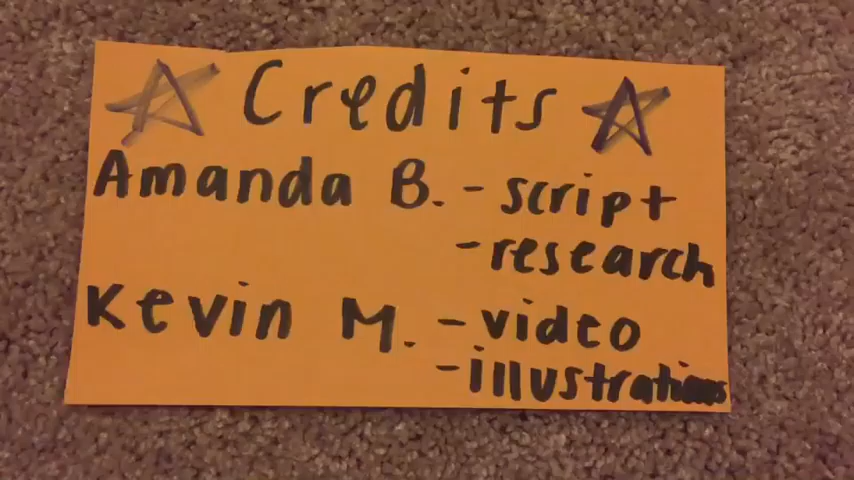 Credits
Amanda B. - script
- research
Kevin M. - video
- illustrations